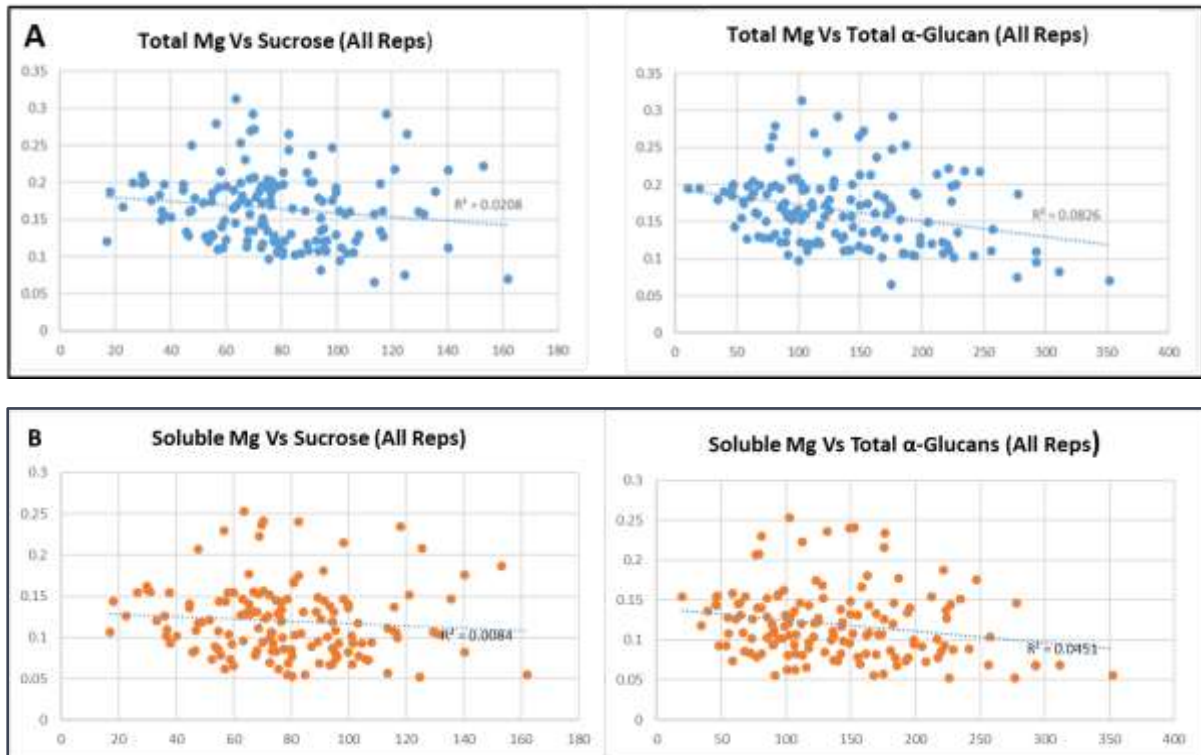 A
Total Mg Vs Sucrose (All Reps)
0.35
0.3
0.25
0.2
0.15
0.1
0.05
0
R² = 0.0208
0 20 40 60 80 100 120 140 160 180
Total Mg Vs Total α-Glucan (All Reps)
0.35
0.3
0.25
0.2
0.15
0.1
0.05
0
R² = 0.0826
0 50 100 150 200 250 300 350 400
B
Soluble Mg Vs Sucrose (All Reps)
0.3
0.25
0.2
0.15
0.1
0.05
0
R² = 0.0084
0 20 40 60 80 100 120 140 160 180
Soluble Mg Vs Total α-Glucans (All Reps)
0.3
0.25
0.2
0.15
0.1
0.05
0
R² = 0.0451
0 50 100 150 200 250 300 350 400